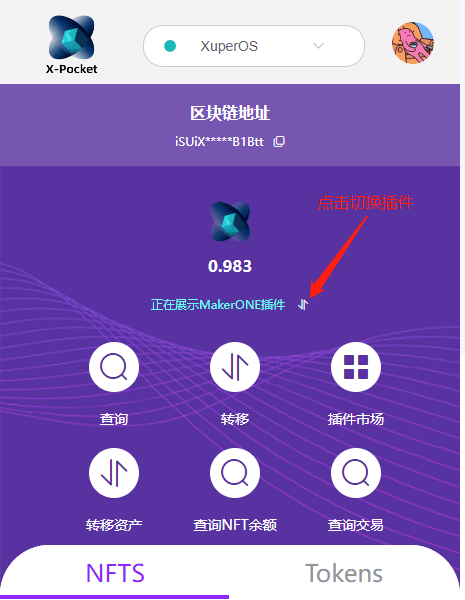 X-Pocket
XuperOS
区块链地址
iSUiX*****B1Btt
点击切换插件
0.983
正在展示MakerONE插件
查询
转移
插件市场
转移资产
查询NFT余额
查询交易
NFTS
Tokens